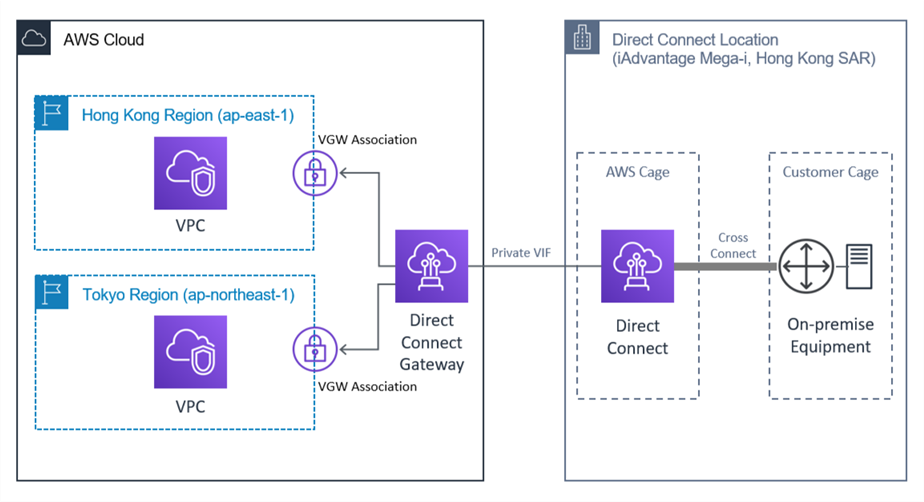 AWS Cloud
Hong Kong Region (ap-east-1)
VGW Association
VPC
Tokyo Region (ap-northeast-1)
VPC
VGW Association
Direct
Connect
Gateway
Private VIF
Direct Connect Location
(iAdvantage Mega-i, Hong Kong SAR)
AWS Cage
Direct
Connect
Cross
Connect
Customer Cage
On-premise
Equipment